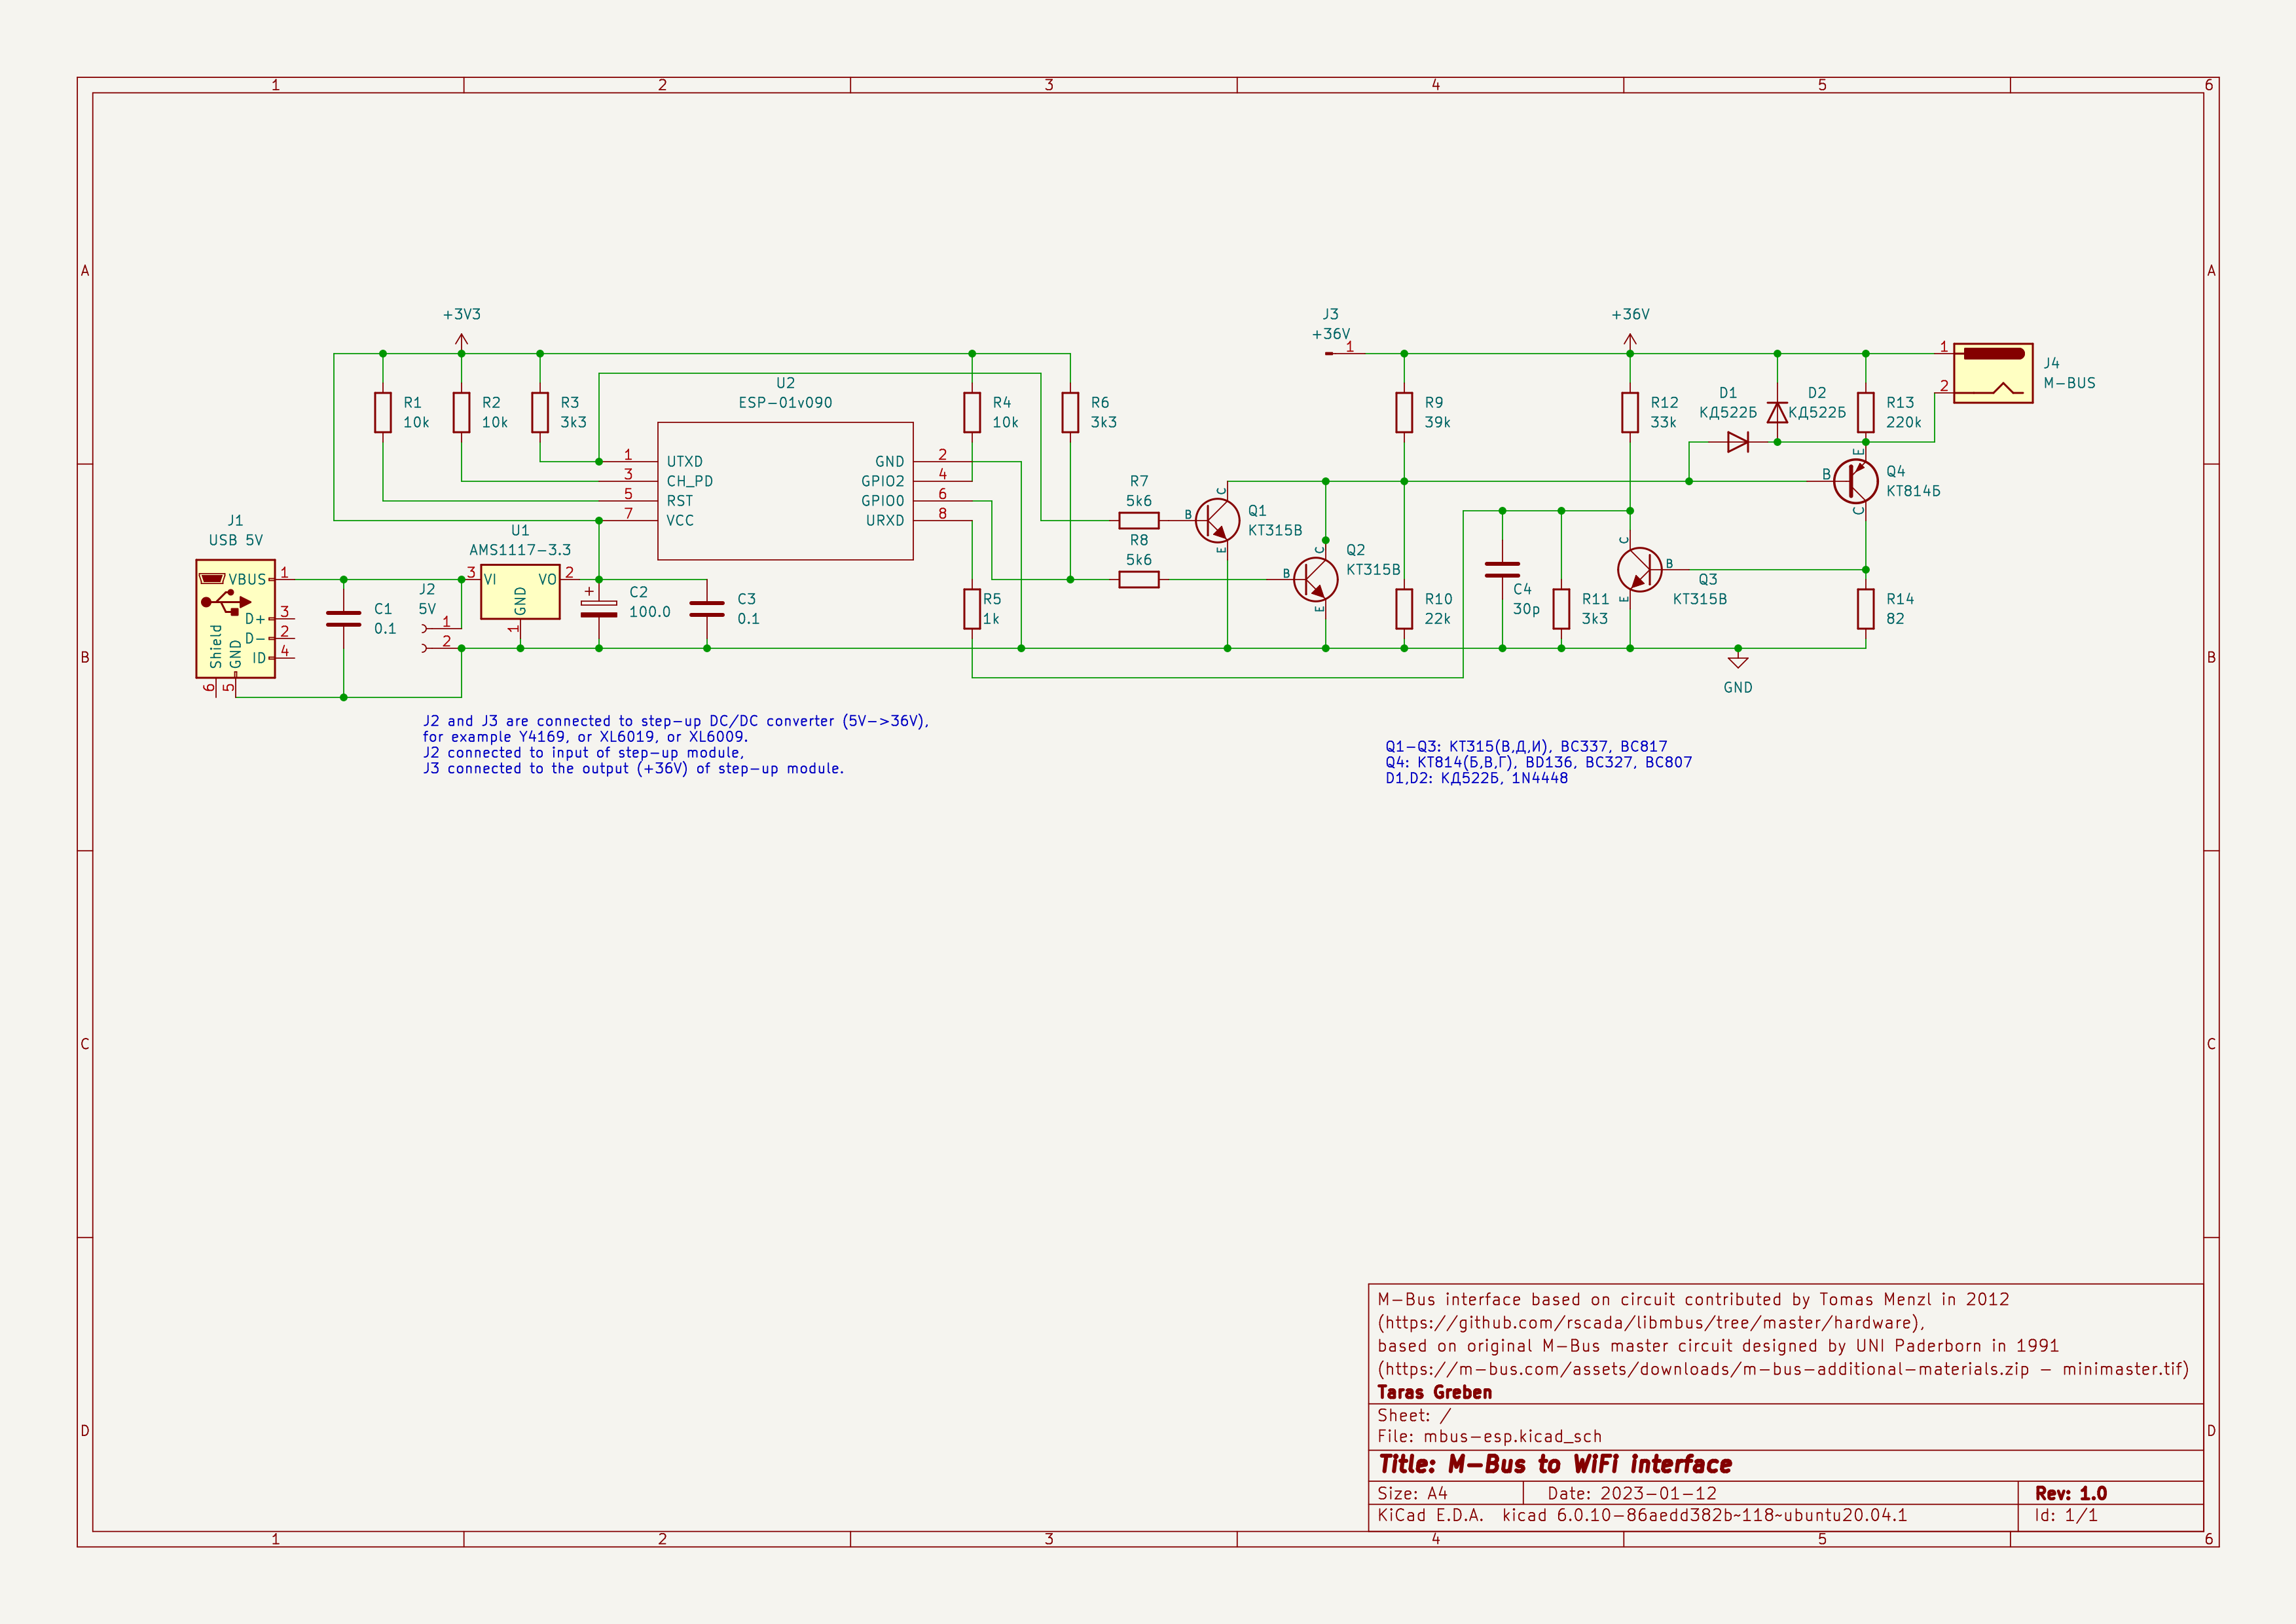 1 2 3 4 5 6
A A
+3V3
J3
+36V
1
+36V
1
2
J4
M-BUS
R1
10k
R2
10k
R3
3k3
U2
ESP-01v090
R4
10k
R6
3k3
R9
39k
R12
33k
D1
КД522Б
D2
КД522Б
R13
220k
1 UTXD
3 CH_PD
5 RST
7 VCC
GND 2
GPIO2 4
GPIO0 6
URXD 8
R7
5k6
R8
5k6
B C E
Q1
КТ315В
B C E
Q2
КТ315В
B E C
Q4
КТ814Б
J1
USB 5V
VBUS 1
D+ 3
D- 2
ID 4
Shield
GND
6 5
C1
0.1
J2
5V
1
2
U1
AMS1117-3.3
3 VI
VO 2
GND
1
+
C2
100.0
C3
0.1
R5
1k
R10
22k
C4
30p
R11
3k3
C B E
Q3
КТ315В
R14
82
GND
B B
J2 and J3 are connected to step-up DC/DC converter (5V->36V),
for example Y4169, or XL6019, or XL6009.
J2 connected to input of step-up module,
J3 connected to the output (+36V) of step-up module.
Q1-Q3: КТ315(В,Д,И), BC337, BC817
Q4: КТ814(Б,В,Г), BD136, BC327, BC807
D1,D2: КД522Б, 1N4448
C C
M-Bus interface based on circuit contributed by Tomas Menzl in 2012
(https://github.com/rscada/libmbus/tree/master/hardware),
based on original M-Bus master circuit designed by UNI Paderborn in 1991
(https://m-bus.com/assets/downloads/m-bus-additional-materials.zip - minimaster.tif)
Taras Greben
Sheet: /
File: mbus-esp.kicad_sch
D D
Title: M-Bus to WiFi interface
Size: A4 Date: 2023-01-12 Rev: 1.0
KiCad E.D.A. kicad 6.0.10-86aedd382b~118~ubuntu20.04.1 Id: 1/1
1 2 3 4 5 6